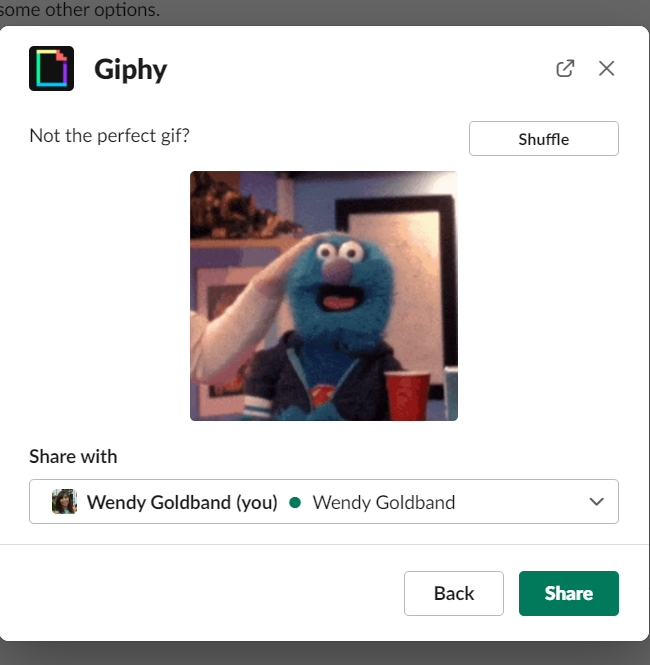 some other options.
Giphy
Not the perfect gif?
Shuffle
Share with
Wendy Goldband (you) Wendy Goldband
Back
Share